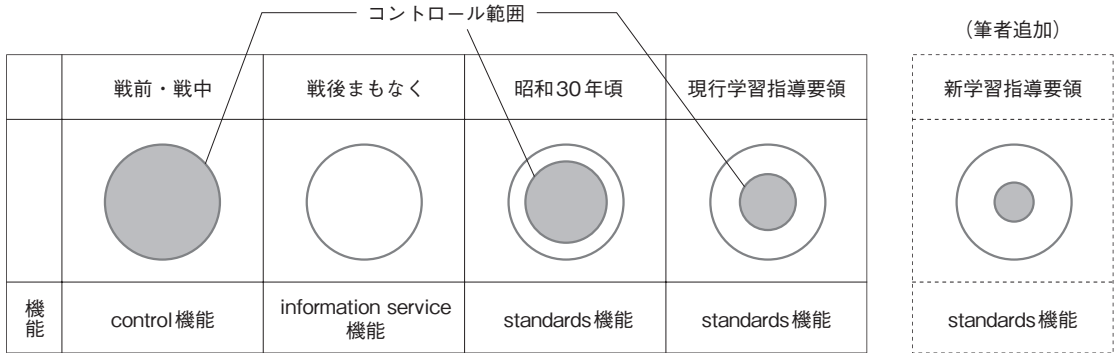 コントロール範囲
（筆者追加）
戦前・戦中
戦後まもなく
昭和30年頃
現行学習指導要領
新学習指導要領
機能
control機能
information service
機能
standards機能
standards機能
standards機能